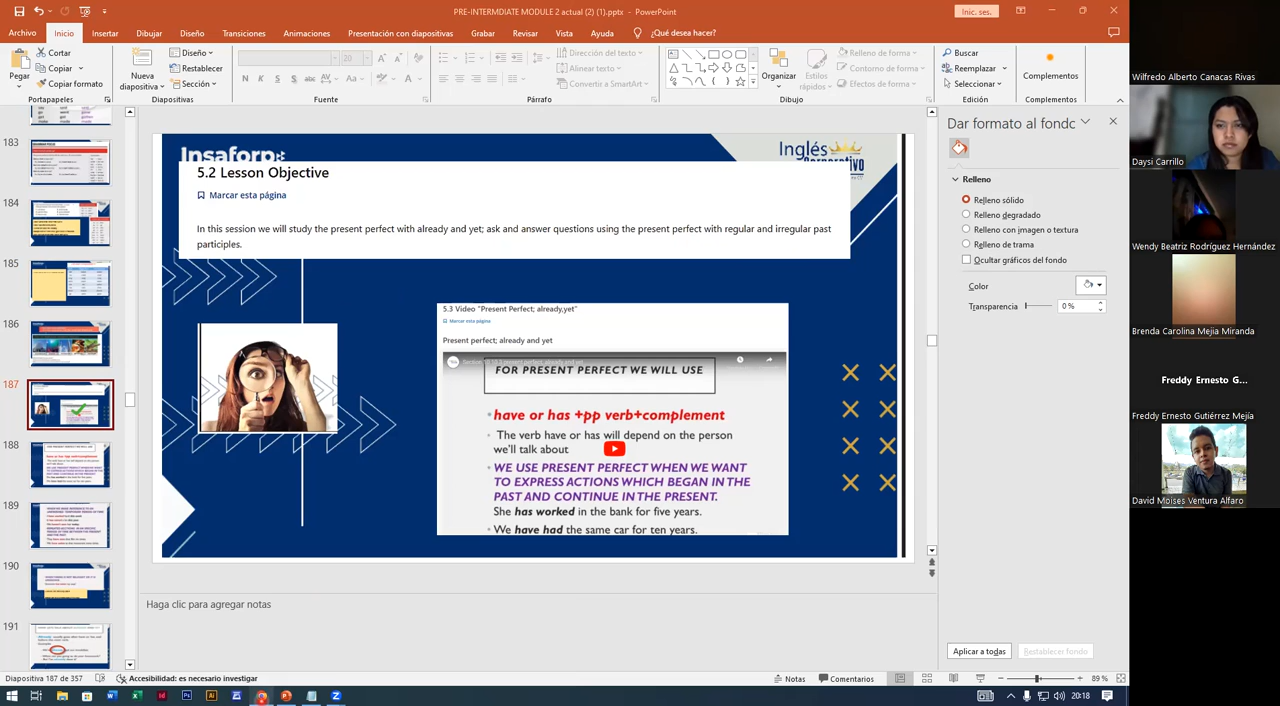 PRE-INTERMDIATE MODULE 2 actual (2) (1).pptx - PowerPoint
Inic. ses.
Archivo Inicio Insertar Dibujar Diseño Transiciones Animaciones Presentación con diapositivas Grabar Revisar Vista Ayuda ¿Qué desea hacer?
Pegar
Cortar
Copiar
Copiar formato
Portapapeles
Nueva diapositiva
Diseño
Restablecer
Sección
Diapositivas
20
N K S S ab AV Aa A
Fuente
Párrafo
Dirección del texto
Alinear texto
Convertir a SmartArt
Organizar
Estilos rápidos
Relleno de forma
Contorno de forma
Efectos de forma
Dibujo
Buscar
Reemplazar
Seleccionar
Edición
Complementos
Complementos
183
184
185
186
187
188
189
190
191
Insaforp
Inglés
Corporativo
5.2 Lesson Objective
Marcar esta página
In this session we will study the present perfect with already and yet, ask and answer questions using the present perfect with regular and irregular past
participles.
5.3 Video "Present Perfect; already,yet"
Marcar esta página
Present perfect; already and yet
FOR PRESENT PERFECT WE WILL USE
have or has +pp verb+complement
The verb have or has will depend on the person
we'll talk about
WE USE PRESENT PERFECT WHEN WE WANT
TO EXPRESS ACTIONS WHICH BEGAN IN THE
PAST AND CONTINUE IN THE PRESENT.
She has worked in the bank for five years.
have had the same car for ten years.
Haga clic para agregar notas
Dar formato al fondo
Relleno
Relleno sólido
Relleno degradado
Relleno con imagen o textura
Relleno de trama
Ocultar gráficos del fondo
Color
Transparencia 0 %
Aplicar a todas
Restablecer fondo
Diapositiva 187 de 357
Accesibilidad: es necesario investigar
Notas
Comentarios
89 %
20:18
Wilfredo Alberto Canacas Rivas
Daysi Carrillo
Wendy Beatriz Rodríguez Hernández
Brenda Carolina Mejia Miranda
Freddy Ernesto G...
Freddy Ernesto Gutiérrez Mejía
David Moises Ventura Alfaro